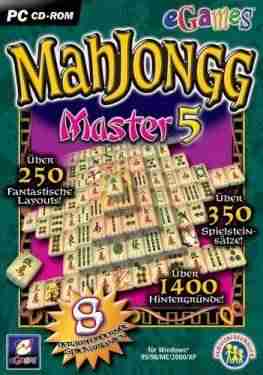 PC CD-ROM
eGames
MahJongg
Master 5
Über
250
Fantastische
Layouts!
Über
350
Spielstein-
sätze!
Über
1400
Hintergründe!
8
für Windows®
95/98/ME/2000/XP
eGames